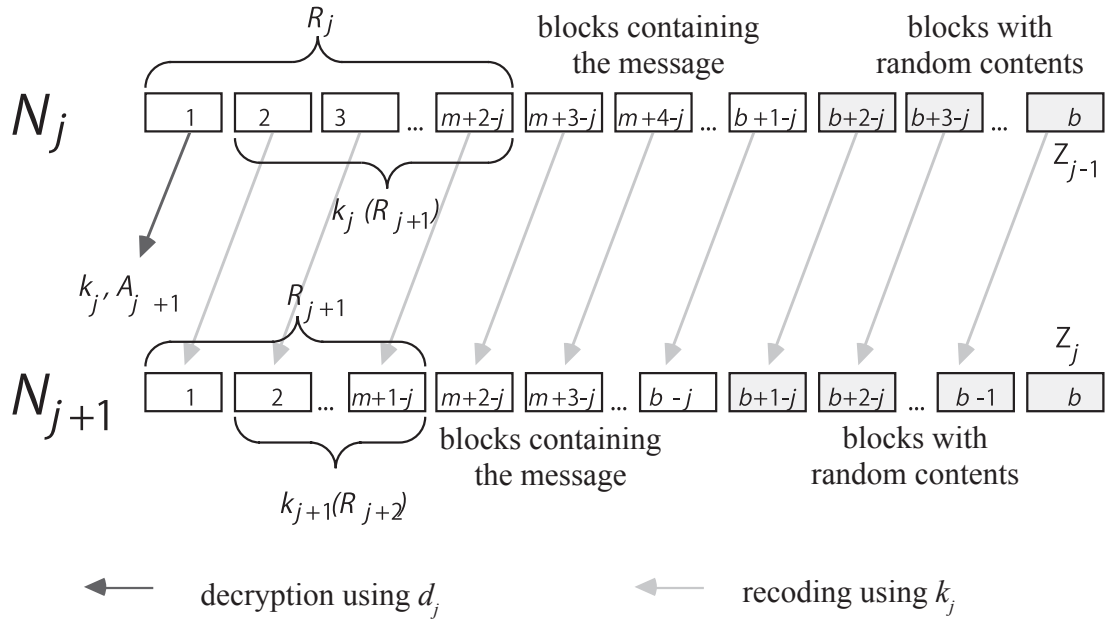 R_j
blocks containing
the message
blocks with
random contents
N_j
1 2 3 ... m+2-j m+3-j m+4-j ... b+1-j b+2-j b+3-j ... b
Z_{j-1}
k_j (R_{j+1})
k_j, A_{j+1}
R_{j+1}
Z_j
N_{j+1}
1 2 ... m+1-j m+2-j m+3-j ... b-j b+1-j b+2-j ... b-1 b
blocks containing
the message
blocks with
random contents
k_{j+1}(R_{j+2})
decryption using d_j
recoding using k_j